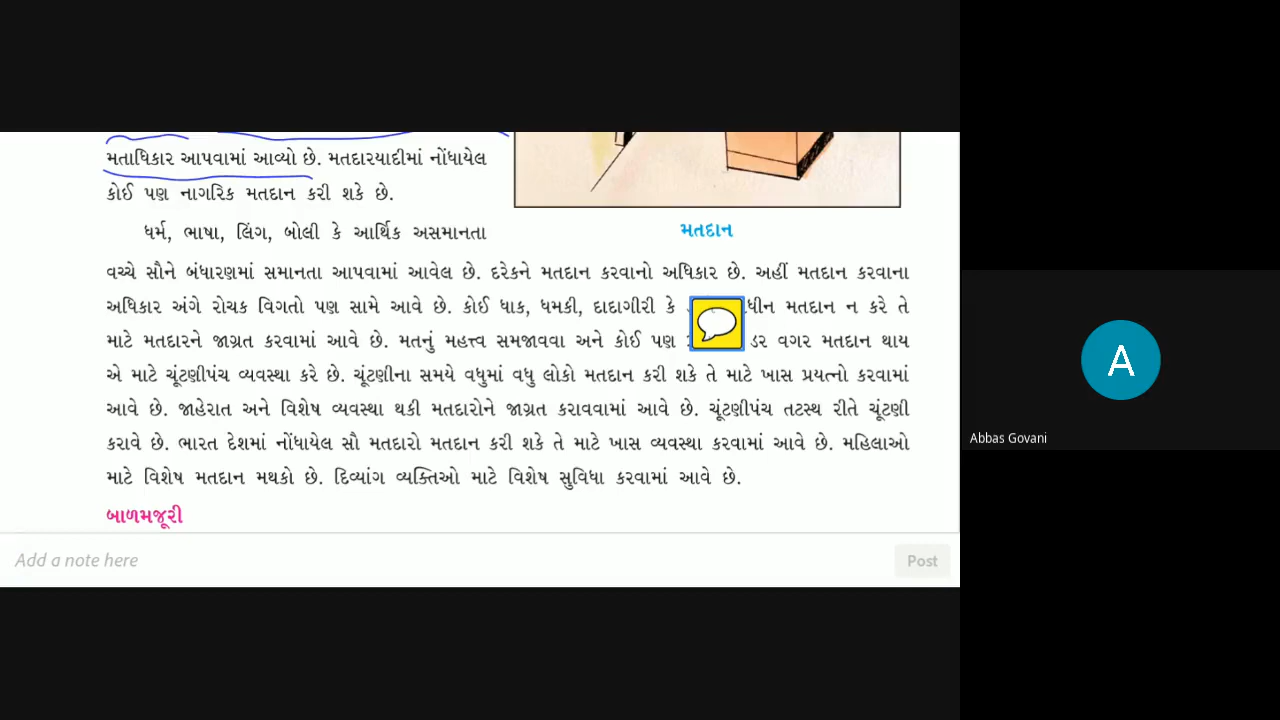 મતાધિકાર આપવામાં આવ્યો છે. મતદારયાદીમાં નોંધાયેલ
કોઈ પણ નાગરિક મતદાન કરી શકે છે.
મતદાન
ધર્મ, ભાષા, લિંગ, બોલી કે આર્થિક અસમાનતા
વચ્ચે સૌને બંધારણમાં સમાનતા આપવામાં આવેલ છે. દરેકને મતદાન કરવાનો અધિકાર છે. અહીં મતદાન કરવાના
અધિકાર અંગે રોચક વિગતો પણ સામે આવે છે. કોઈ ધાક, ધમકી, દાદાગીરી કે મતદાન ન કરે તે
માટે મતદારને જાગ્રત કરવામાં આવે છે. મતનું મહત્ત્વ સમજાવવા અને કોઈ પણ ડર વગર મતદાન થાય
એ માટે ચૂંટણીપંચ વ્યવસ્થા કરે છે. ચૂંટણીના સમયે વધુમાં વધુ લોકો મતદાન કરી શકે તે માટે ખાસ પ્રયત્નો કરવામાં
આવે છે. જાહેરાત અને વિશેષ વ્યવસ્થા થકી મતદારોને જાગ્રત કરાવવામાં આવે છે. ચૂંટણીપંચ તટસ્થ રીતે ચૂંટણી
કરાવે છે. ભારત દેશમાં નોંધાયેલ સૌ મતદારો મતદાન કરી શકે તે માટે ખાસ વ્યવસ્થા કરવામાં આવે છે. મહિલાઓ
માટે વિશેષ મતદાન મથકો છે. દિવ્યાંગ વ્યક્તિઓ માટે વિશેષ સુવિધા કરવામાં આવે છે.
બાળમજૂરી
Add a note here
Post
A
Abbas Govani